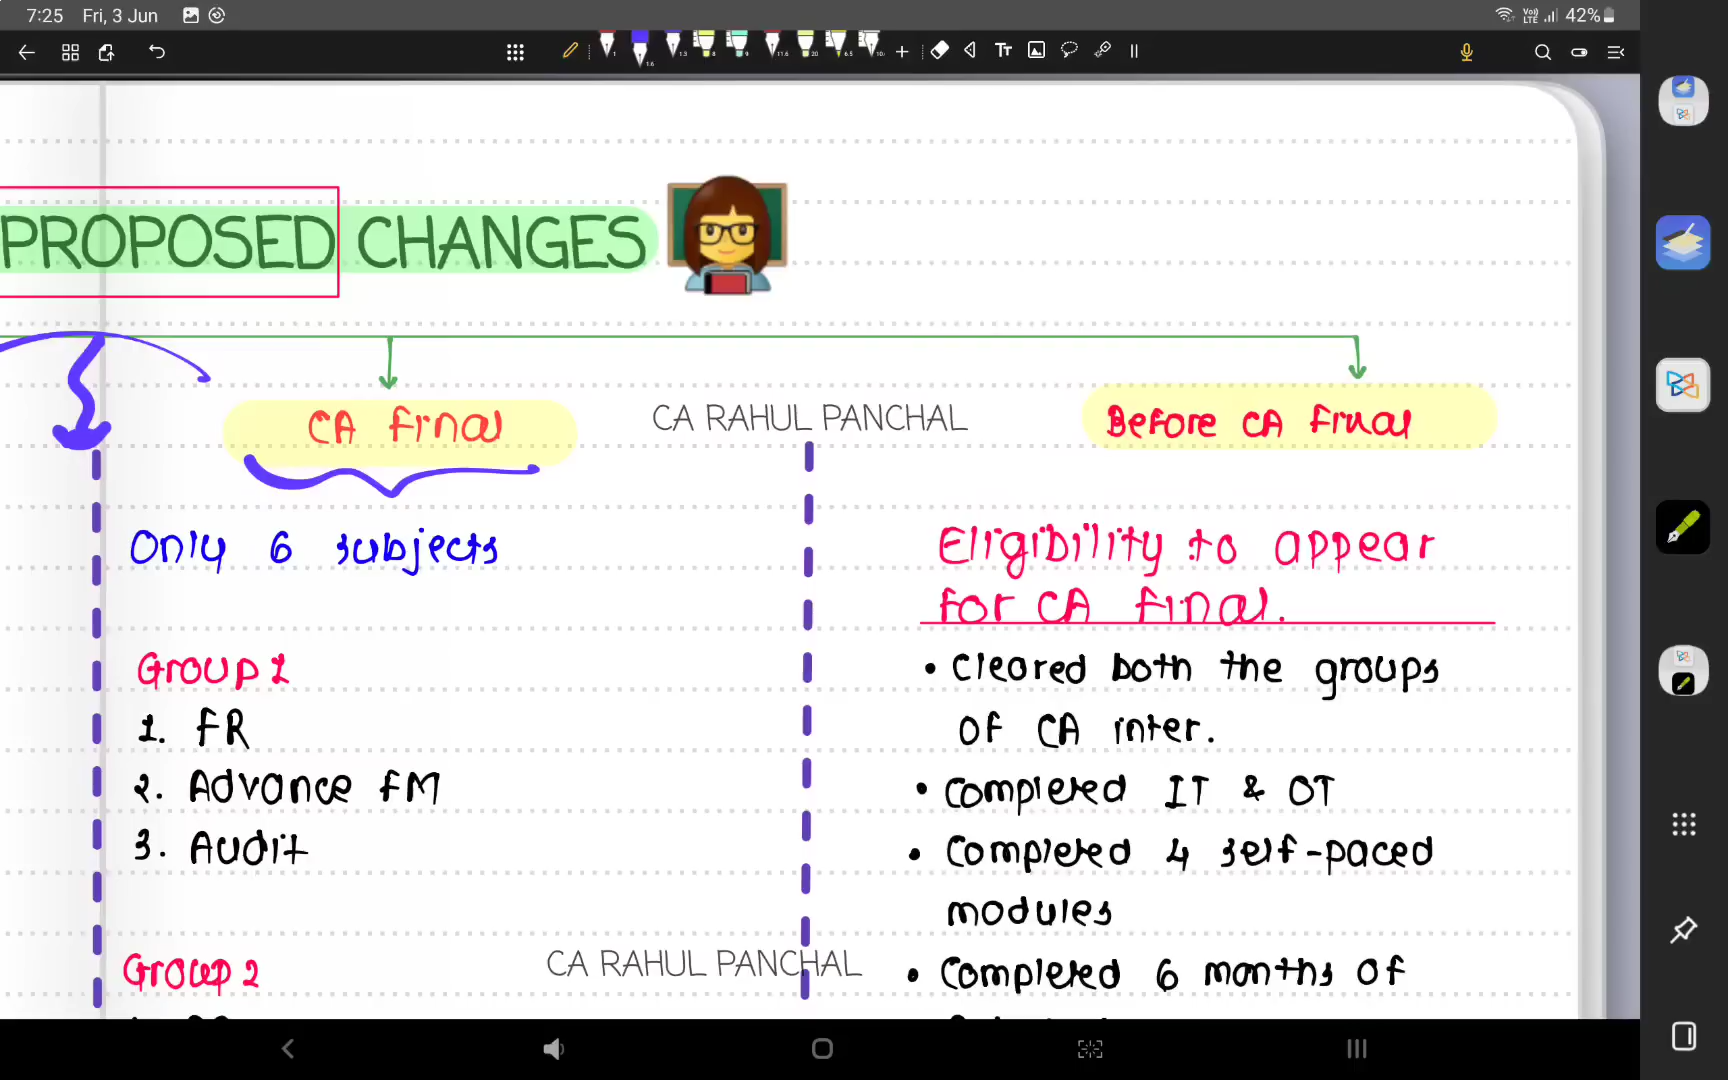 7:25 Fri, 3 Jun
42%
PROPOSED CHANGES
CA Final
CA RAHUL PANCHAL
Before CA Final
Only 6 subjects
Eligibility to appear
for CA Final.
Group 1
• Cleared both the groups
1. FR
of CA inter.
2. Advance FM
• Completed IT & OT
3. Audit
• Completed 4 self-paced
modules
Group 2
CA RAHUL PANCHAL
• Completed 6 months of